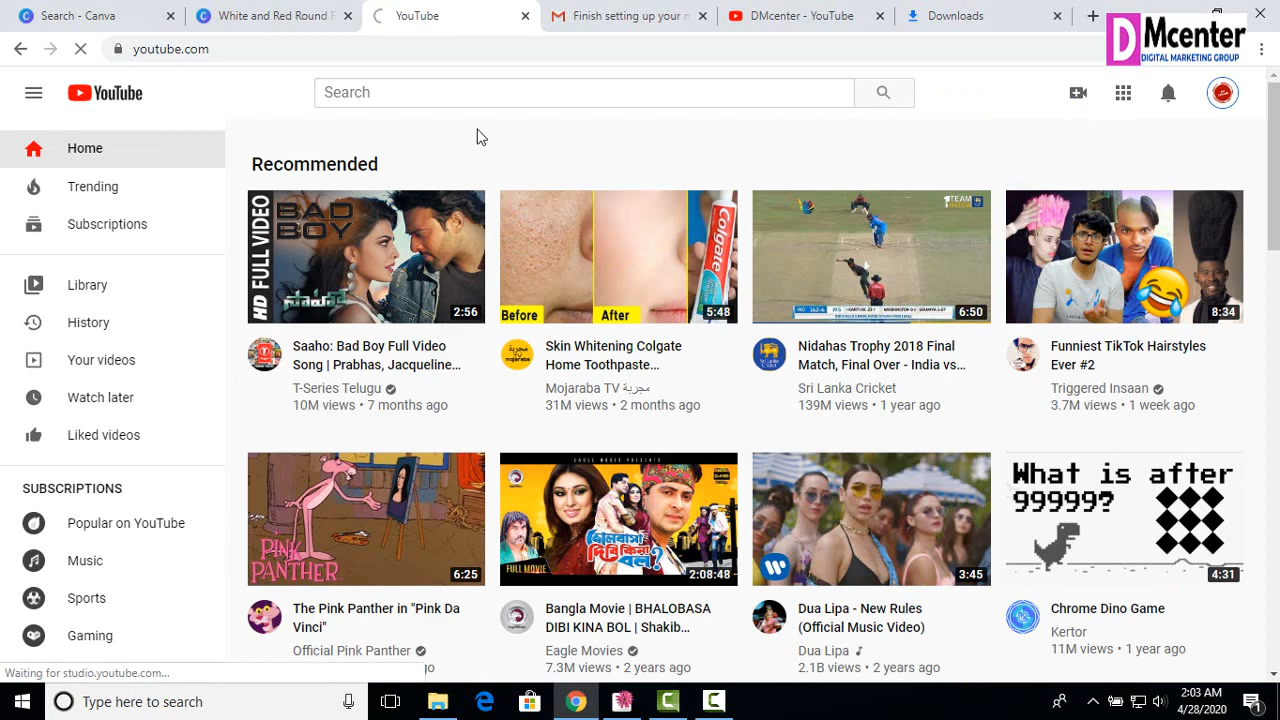 Search - Canva
White and Red Round F
YouTube
Finish setting up your n
DMcenter - YouTube
Downloads
youtube.com
DMcenter
DIGITAL MARKETING GROUP
YouTube
Search
Home
Trending
Subscriptions
Library
History
Your videos
Watch later
Liked videos
SUBSCRIPTIONS
Popular on YouTube
Music
Sports
Gaming
Recommended
HD FULL VIDEO
BAD BOY
సాహో
2:56
Before
After
Colgate
5:48
1TEAM
6:50
8:34
Saaho: Bad Boy Full Video
Song | Prabhas, Jacqueline...
T-Series Telugu
10M views • 7 months ago
Skin Whitening Colgate
Home Toothpaste...
Mojaraba TV مجربة
31M views • 2 months ago
Nidahas Trophy 2018 Final
Match, Final Over - India vs...
Sri Lanka Cricket
139M views • 1 year ago
Funniest TikTok Hairstyles
Ever #2
Triggered Insaan
3.7M views • 1 week ago
PINK PANTHER
6:25
EAGLE MOVIES PRESENTS
ভালবাসা
দিবি কিনা
বল?
FULL MOVIE
2:08:48
3:45
What is after
99999?
4:31
The Pink Panther in "Pink Da
Vinci"
Official Pink Panther
go
Bangla Movie | BHALOBASA
DIBI KINA BOL | Shakib...
Eagle Movies
7.3M views • 2 years ago
Dua Lipa - New Rules
(Official Music Video)
Dua Lipa
2.1B views • 2 years ago
Chrome Dino Game
Kertor
11M views • 1 year ago
Waiting for studio.youtube.com...
Type here to search
2:03 AM
4/28/2020
1